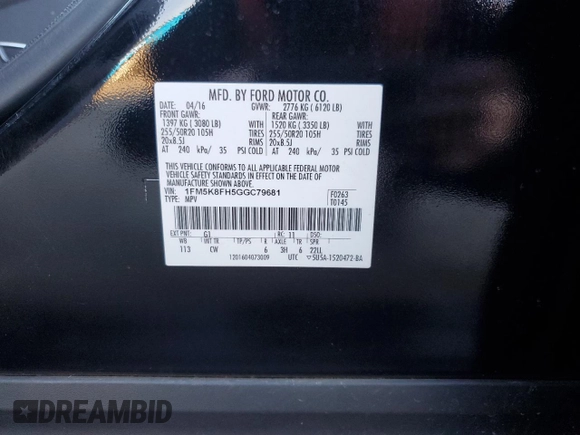 MFD. BY FORD MOTOR CO.
04/16 GVWR: 2776 KG ( 6120 LB)
FRONT GAWR: REAR GAWR:
1397 KG ( 3080 LB) WITH 1520 KG ( 3350 LB) WITH
255/50R20 105H TIRES 255/50R20 105H TIRES
20x8.5J RIMS 20x8.5J RIMS
AT 240 kPa/ 35 PSI COLD AT 240 kPa/ 35 PSI COLD
THIS VEHICLE CONFORMS TO ALL APPLICABLE FEDERAL MOTOR
VEHICLE SAFETY STANDARDS IN EFFECT ON THE DATE OF
MANUFACTURE SHOWN ABOVE.
VIN: 1FM5K8FH5GGC79681 F0263
TYPE: MPV T0145
EXT PNT: G1 RC: 11 DSO:
WB INT TR TP/PS R AXLE TR SPR
113 CW 6 3H 6 22LL
1201604073009 UTC ▽5U5A-1520472-BA
DREAMBID